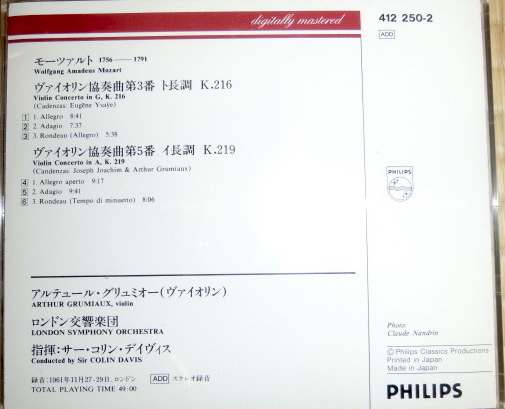 digitally mastered
412 250-2
ADD
モーツァルト 1756——1791
Wolfgang Amadeus Mozart
ヴァイオリン協奏曲第3番 ト長調 K.216
Violin Concerto in G, K. 216
(Cadenzas: Eugène Ysaÿe)
1 1. Allegro 8:41
2 2. Adagio 7:37
3 3. Rondeau (Allegro) 5:38
ヴァイオリン協奏曲第5番 イ長調 K.219
Violin Concerto in A, K. 219
(Candenzas: Joseph Joachim & Arthur Grumiaux)
4 1. Allegro aperto 9:17
5 2. Adagio 9:41
6 3. Rondeau (Tempo di minuetto) 8:06
PHILIPS
アルテュール・グリュミオー(ヴァイオリン)
ARTHUR GRUMIAUX, violin
ロンドン交響楽団
LONDON SYMPHONY ORCHESTRA
指揮:サー・コリン・デイヴィス
Conducted by Sir COLIN DAVIS
録音:1961年11月27-29日、ロンドン ADD ステレオ録音
TOTAL PLAYING TIME 49:00
Photo:
Claude Nandrin
© Philips Classics Productions
Printed in Japan
Made in Japan
PHILIPS